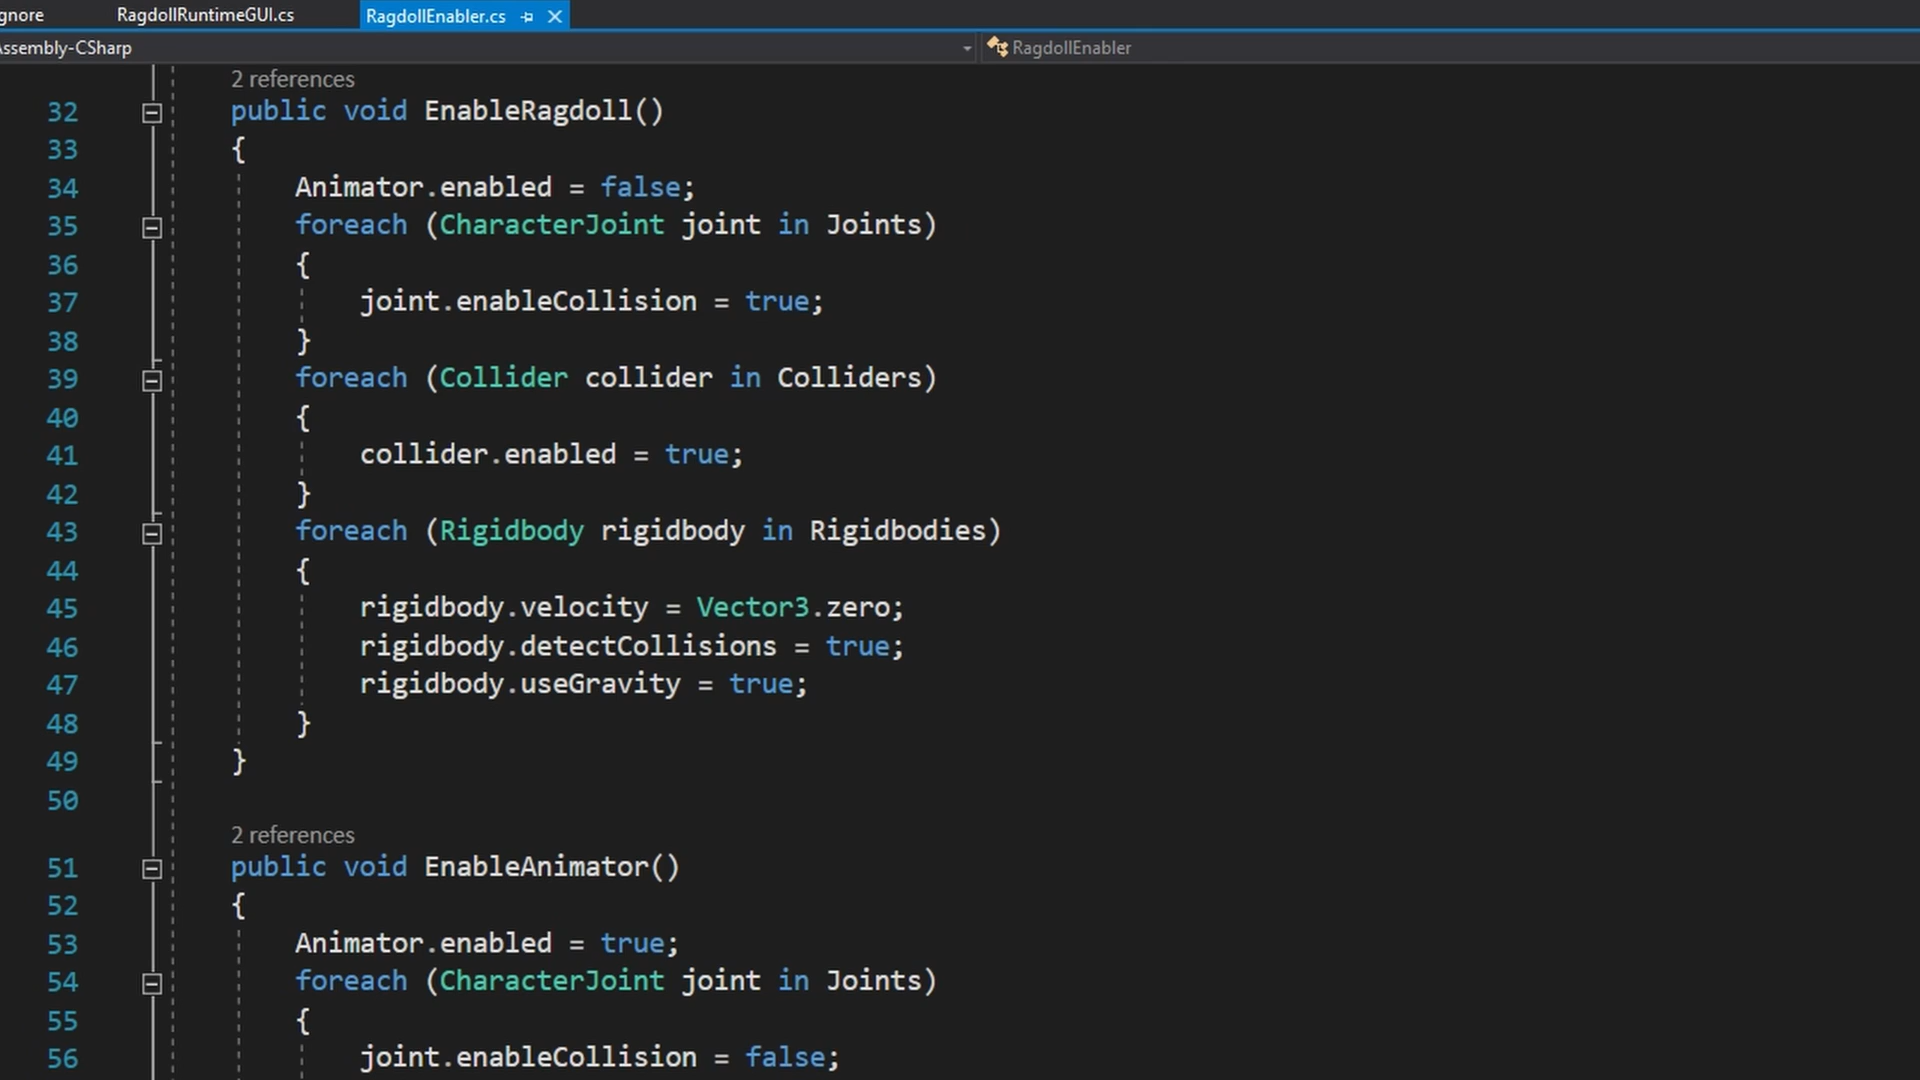 gnore RagdollRuntimeGUI.cs RagdollEnabler.cs
Assembly-CSharp RagdollEnabler
2 references
32 public void EnableRagdoll()
33 {
34 Animator.enabled = false;
35 foreach (CharacterJoint joint in Joints)
36 {
37 joint.enableCollision = true;
38 }
39 foreach (Collider collider in Colliders)
40 {
41 collider.enabled = true;
42 }
43 foreach (Rigidbody rigidbody in Rigidbodies)
44 {
45 rigidbody.velocity = Vector3.zero;
46 rigidbody.detectCollisions = true;
47 rigidbody.useGravity = true;
48 }
49 }
50
2 references
51 public void EnableAnimator()
52 {
53 Animator.enabled = true;
54 foreach (CharacterJoint joint in Joints)
55 {
56 joint.enableCollision = false;